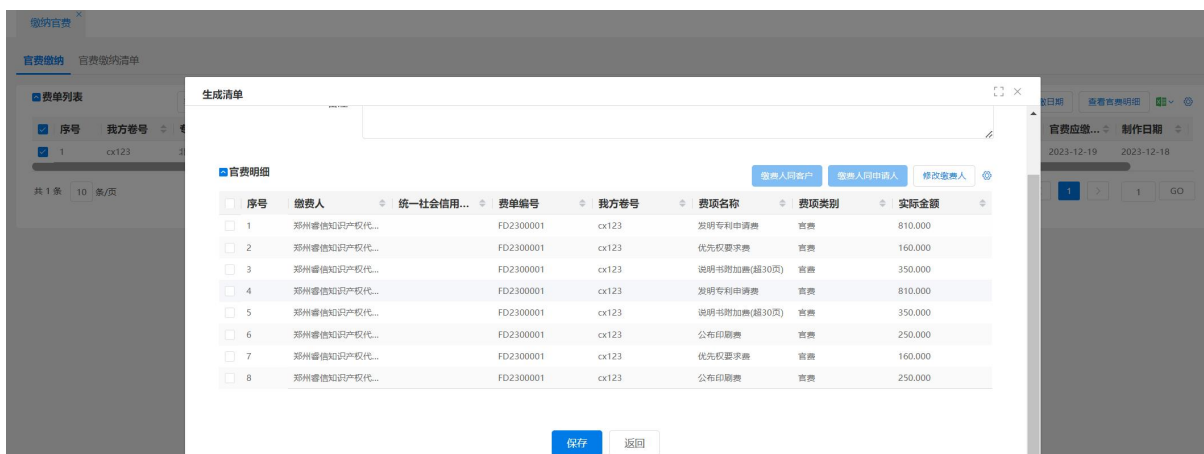 缴纳官费
官费缴纳 官费缴纳清单
费单列表
缴日期 查看官费明细
序号 我方卷号 官费应缴... 制作日期
1 cx123 2023-12-19 2023-12-18
共 1 条 10 条/页 1 1 GO
生成清单
官费明细 缴费人同客户 缴费人同申请人 修改缴费人
序号 缴费人 统一社会信用... 费单编号 我方卷号 费项名称 费项类别 实际金额
1 郑州睿信知识产权代... FD2300001 cx123 发明专利申请费 官费 810.000
2 郑州睿信知识产权代... FD2300001 cx123 优先权要求费 官费 160.000
3 郑州睿信知识产权代... FD2300001 cx123 说明书附加费(超30页) 官费 350.000
4 郑州睿信知识产权代... FD2300001 cx123 发明专利申请费 官费 810.000
5 郑州睿信知识产权代... FD2300001 cx123 说明书附加费(超30页) 官费 350.000
6 郑州睿信知识产权代... FD2300001 cx123 公布印刷费 官费 250.000
7 郑州睿信知识产权代... FD2300001 cx123 优先权要求费 官费 160.000
8 郑州睿信知识产权代... FD2300001 cx123 公布印刷费 官费 250.000
保存 返回